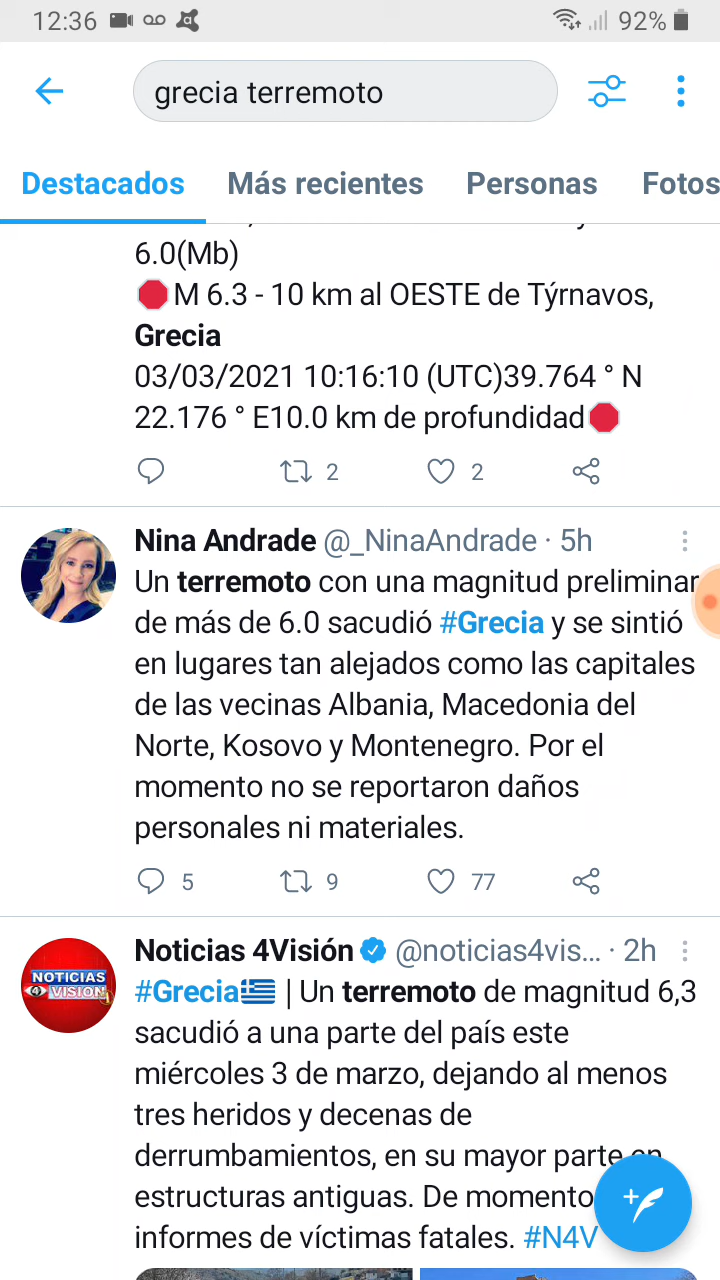 12:36
92%
grecia terremoto
Destacados
Más recientes
Personas
Fotos
6.0(Mb)
M 6.3 - 10 km al OESTE de Týrnavos,
Grecia
03/03/2021 10:16:10 (UTC)39.764 ° N
22.176 ° E10.0 km de profundidad
2
2
Nina Andrade @_NinaAndrade · 5h
Un terremoto con una magnitud preliminar
de más de 6.0 sacudió #Grecia y se sintió
en lugares tan alejados como las capitales
de las vecinas Albania, Macedonia del
Norte, Kosovo y Montenegro. Por el
momento no se reportaron daños
personales ni materiales.
5
9
77
NOTICIAS
4 VISIÓN
Noticias 4Visión @noticias4vis... · 2h
#Grecia | Un terremoto de magnitud 6,3
sacudió a una parte del país este
miércoles 3 de marzo, dejando al menos
tres heridos y decenas de
derrumbamientos, en su mayor parte en
estructuras antiguas. De momento
informes de víctimas fatales. #N4V